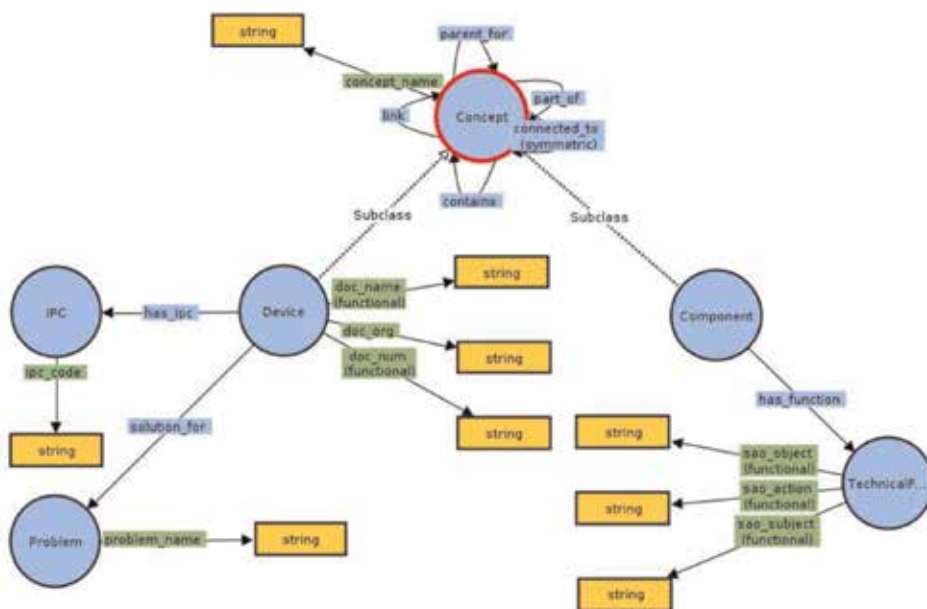 string
parent_for
concept_name
part_of
link
Concept
connected_to
(symmetric)
contains
Subclass
Subclass
string
doc_name
(functional)
IPC
has_ipc
Device
Component
doc_org
string
doc_num
(functional)
ipc_code
has_function
solution_for
string
string
string
sao_object
(functional)
TechnicalF...
sao_action
(functional)
string
sao_subject
(functional)
Problem
problem_name
string
string